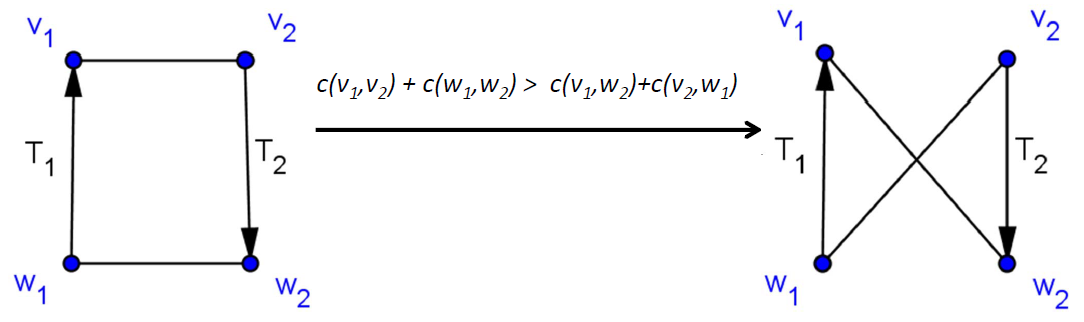 v₁ v₂
T₁ T₂
w₁ w₂
c(v₁,v₂) + c(w₁,w₂) > c(v₁,w₂)+c(v₂,w₁)
v₁ v₂
T₁ T₂
w₁ w₂